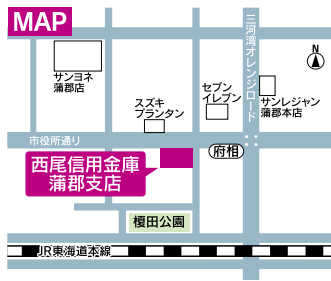 MAP
三河湾オレンジロード
N
サンヨネ
蒲郡店
スズキ
プランタン
セブン
イレブン
サンレジャン
蒲郡本店
市役所通り
府相
西尾信用金庫
蒲郡支店
榎田公園
JR東海道本線